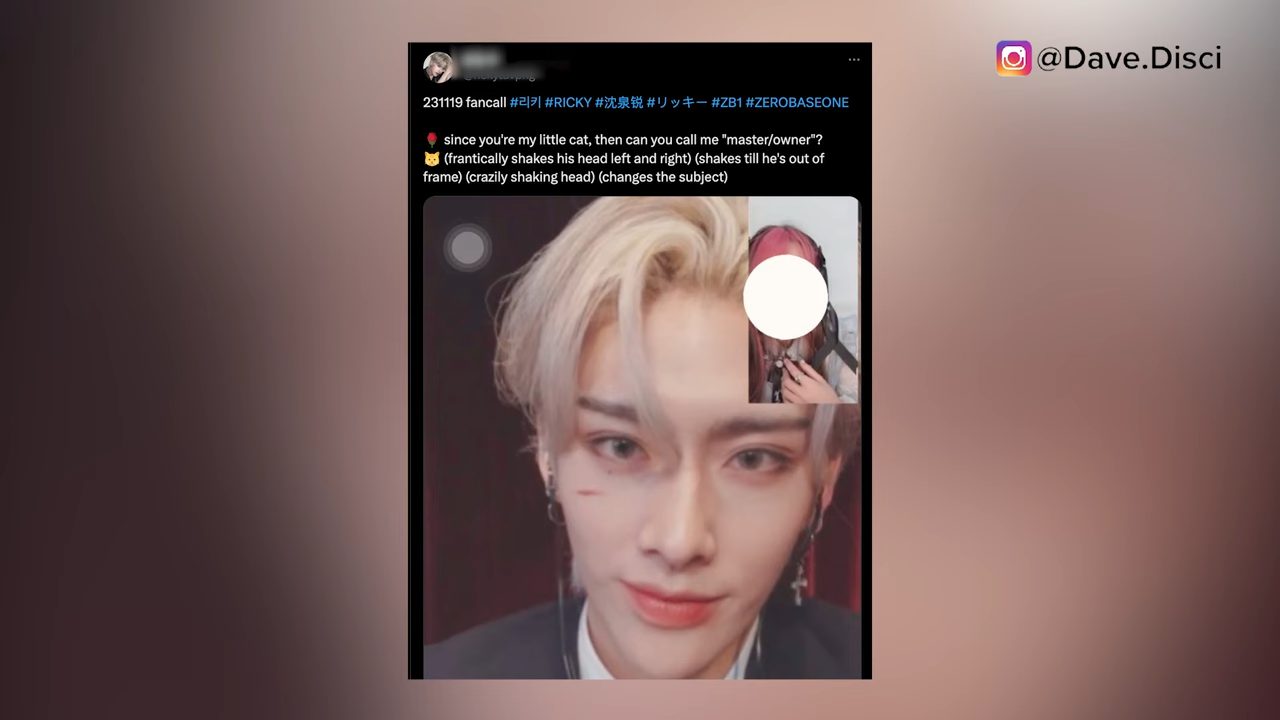 @Dave.Disci
231119 fancall #리키 #RICKY #沈泉锐 #リッキー #ZB1 #ZEROBASEONE
🌹 since you're my little cat, then can you call me "master/owner"?
🐱 (frantically shakes his head left and right) (shakes till he's out of
frame) (crazily shaking head) (changes the subject)